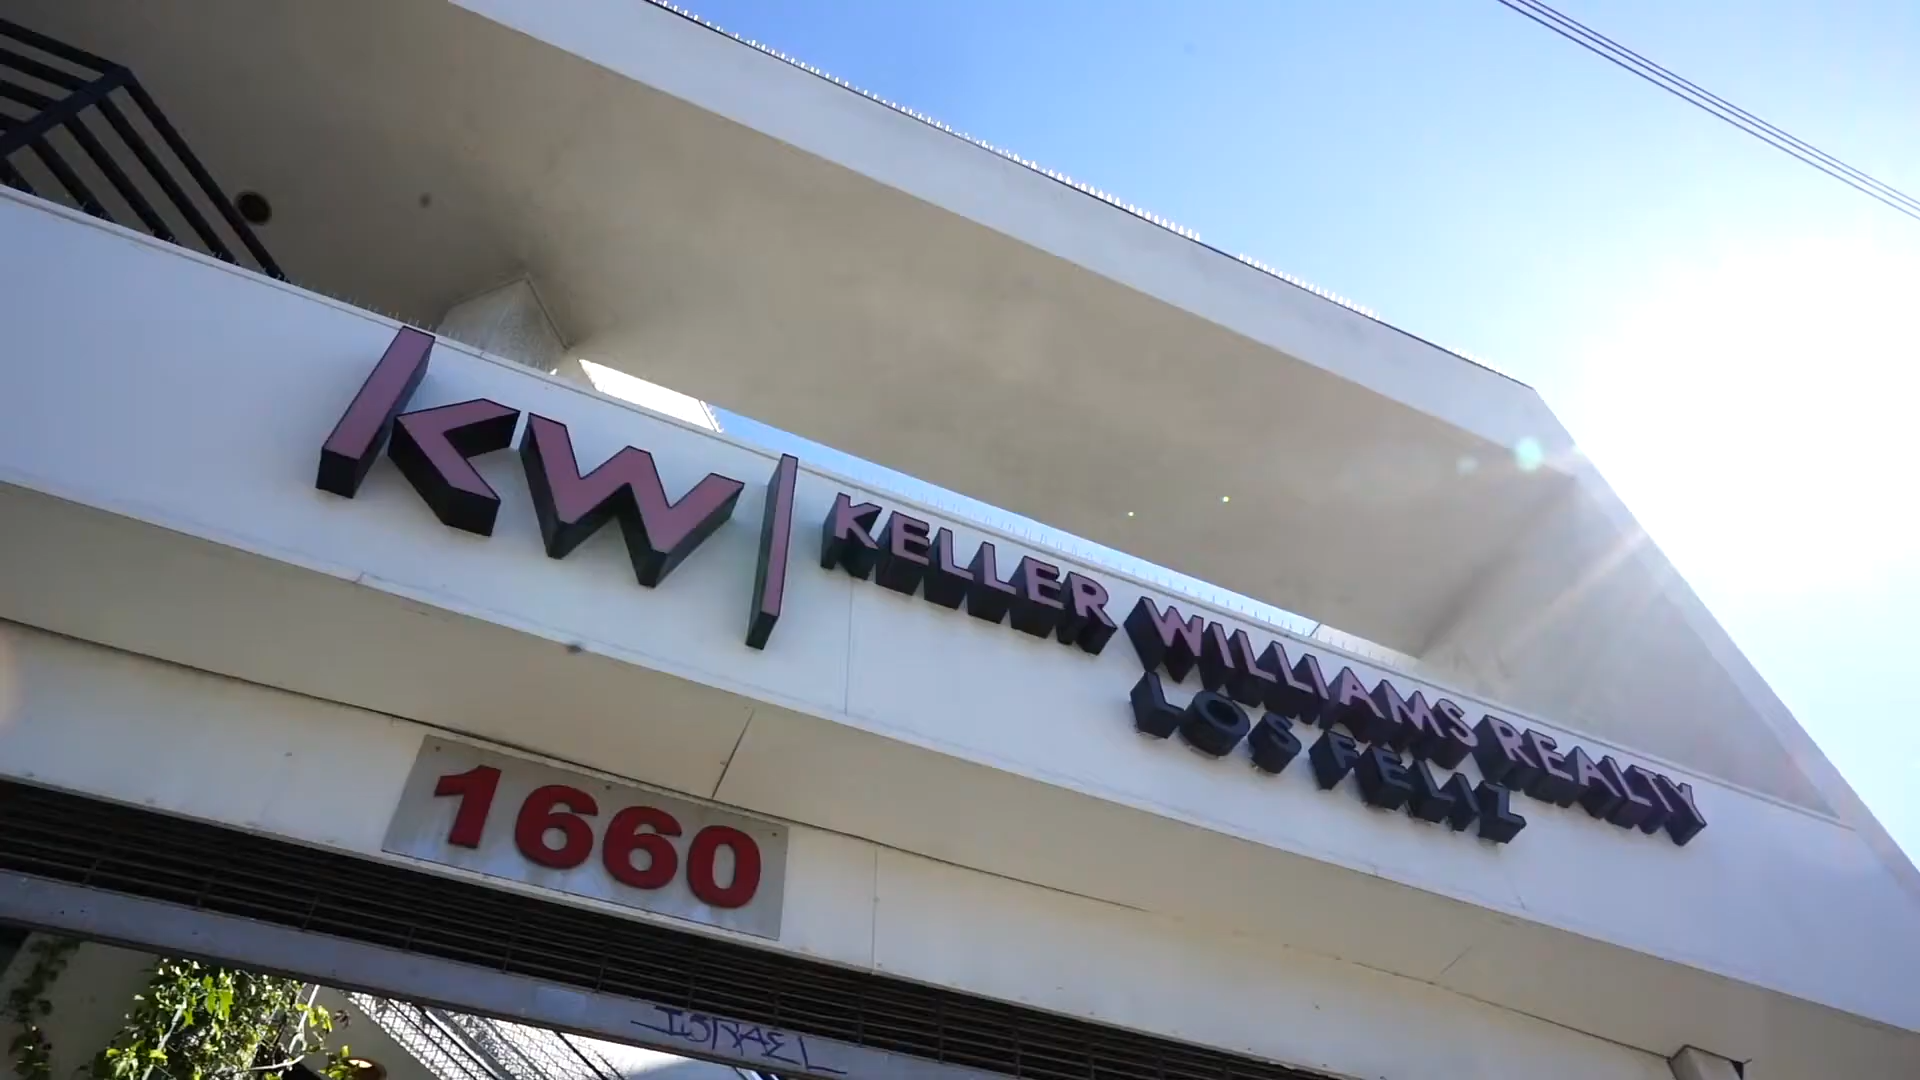 KW
KELLER WILLIAMS REALTY
LOS FELIZ
1660
ISRAEL